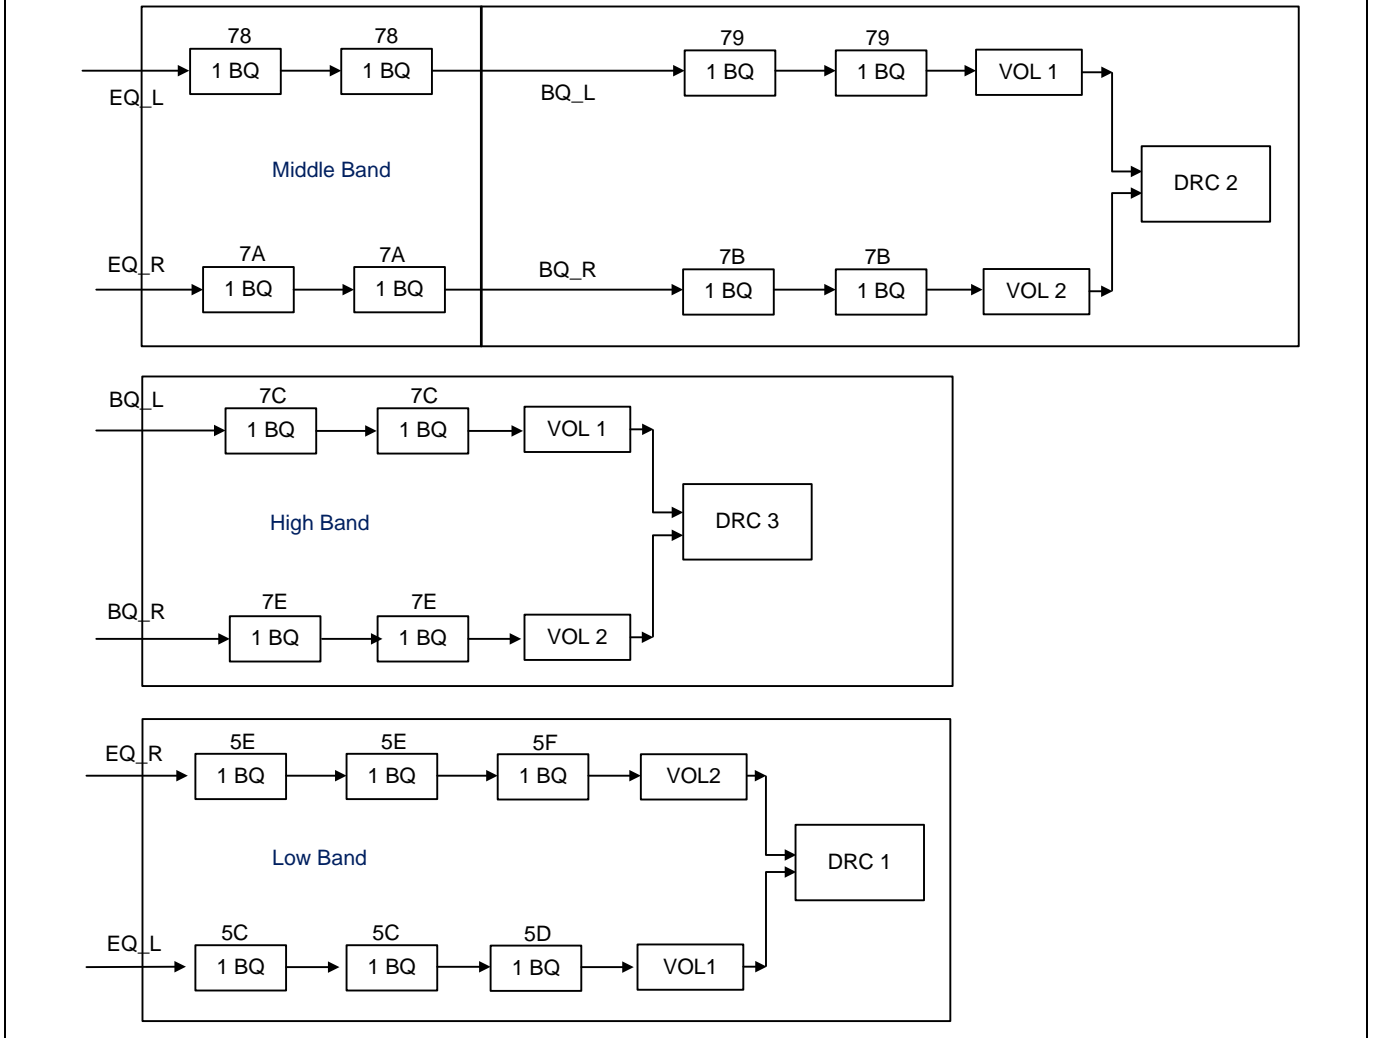 78 78 79 79
1 BQ 1 BQ 1 BQ 1 BQ VOL 1
EQ_L BQ_L
Middle Band
DRC 2
EQ_R 7A 7A BQ_R 7B 7B
1 BQ 1 BQ 1 BQ 1 BQ VOL 2
BQ_L 7C 7C
1 BQ 1 BQ VOL 1
High Band
DRC 3
BQ_R 7E 7E
1 BQ 1 BQ VOL 2
EQ_R 5E 5E 5F
1 BQ 1 BQ 1 BQ VOL2
Low Band
DRC 1
EQ_L 5C 5C 5D
1 BQ 1 BQ 1 BQ VOL1